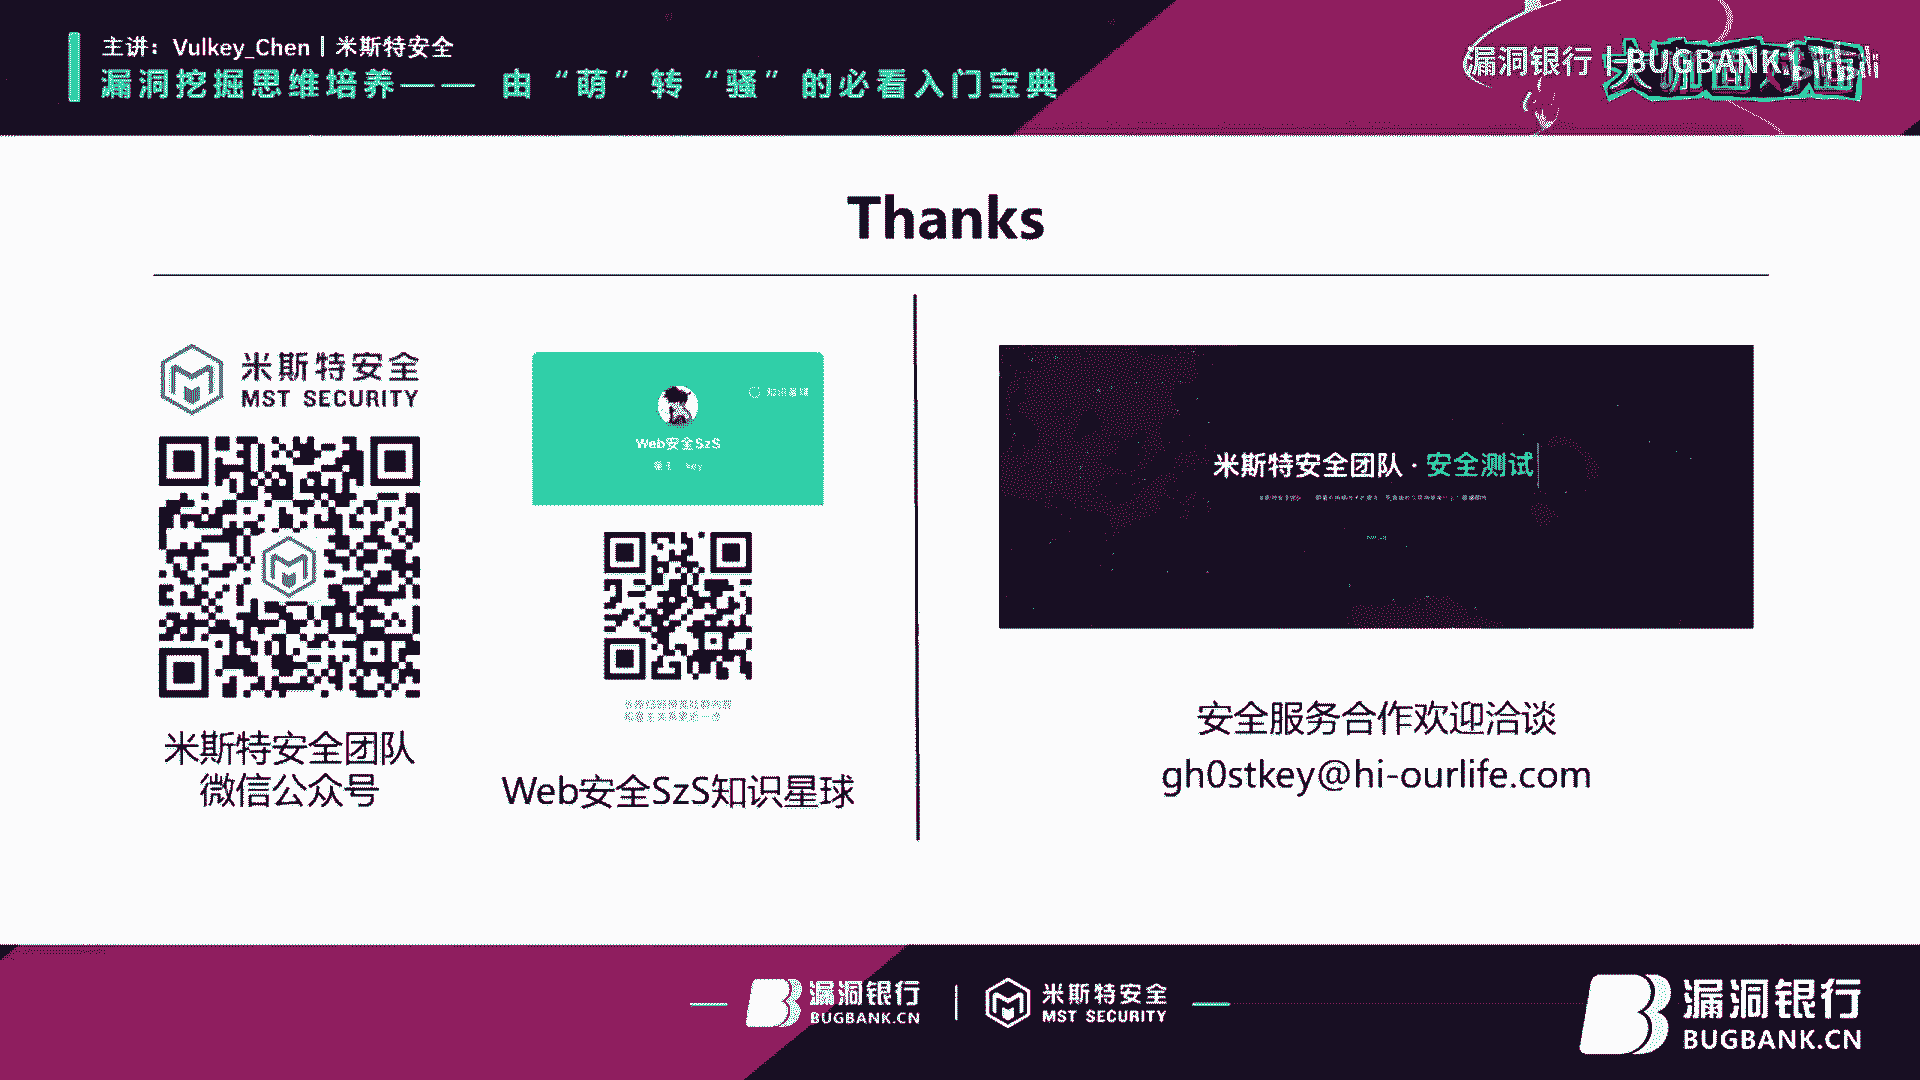 主讲：Vulkey_Chen | 米斯特安全
漏洞挖掘思维培养—— 由“萌”转“骚”的必看入门宝典
漏洞银行 | BUGBANK
Thanks
米斯特安全
MST SECURITY
米斯特安全团队
微信公众号
知识星球
Web安全SzS
Web安全SzS知识星球
米斯特安全团队 · 安全测试
安全服务合作欢迎洽谈
gh0stkey@hi-ourlife.com
漏洞银行
BUGBANK.CN
米斯特安全
MST SECURITY
漏洞银行
BUGBANK.CN